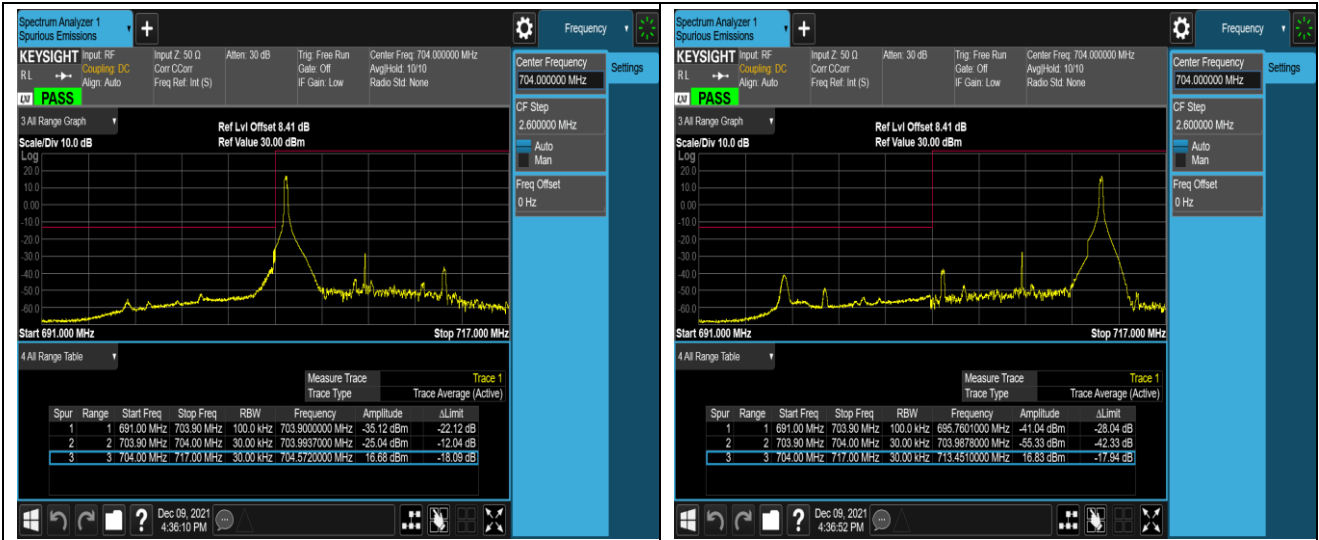 Spectrum Analyzer 1
Spurious Emissions
+
Frequency
KEYSIGHT Input: RF Input Z: 50 Ω Atten: 30 dB Trig: Free Run Center Freq: 704.000000 MHz
R L Coupling: DC Corr CCorr Gate: Off Avg|Hold: 10/10
Align: Auto Freq Ref: Int (S) IF Gain: Low Radio Std: None
LXI PASS
Center Frequency
704.000000 MHz
Settings
CF Step
2.600000 MHz
Auto
Man
Freq Offset
0 Hz
3 All Range Graph
Ref Lvl Offset 8.41 dB
Scale/Div 10.0 dB Ref Value 30.00 dBm
Log
20.0
10.0
0.00
-10.0
-20.0
-30.0
-40.0
-50.0
-60.0
Start 691.000 MHz Stop 717.000 MHz
4 All Range Table
Measure Trace Trace 1
Trace Type Trace Average (Active)
Spur Range Start Freq Stop Freq RBW Frequency Amplitude ΔLimit
1 1 691.00 MHz 703.90 MHz 100.0 kHz 703.9000000 MHz -35.12 dBm -22.12 dB
2 2 703.90 MHz 704.00 MHz 30.00 kHz 703.9937000 MHz -25.04 dBm -12.04 dB
3 3 704.00 MHz 717.00 MHz 30.00 kHz 704.5720000 MHz 16.68 dBm -18.09 dB
?
Dec 09, 2021
4:36:10 PM
Spectrum Analyzer 1
Spurious Emissions
+
Frequency
KEYSIGHT Input: RF Input Z: 50 Ω Atten: 30 dB Trig: Free Run Center Freq: 704.000000 MHz
R L Coupling: DC Corr CCorr Gate: Off Avg|Hold: 10/10
Align: Auto Freq Ref: Int (S) IF Gain: Low Radio Std: None
LXI PASS
Center Frequency
704.000000 MHz
Settings
CF Step
2.600000 MHz
Auto
Man
Freq Offset
0 Hz
3 All Range Graph
Ref Lvl Offset 8.41 dB
Scale/Div 10.0 dB Ref Value 30.00 dBm
Log
20.0
10.0
0.00
-10.0
-20.0
-30.0
-40.0
-50.0
-60.0
Start 691.000 MHz Stop 717.000 MHz
4 All Range Table
Measure Trace Trace 1
Trace Type Trace Average (Active)
Spur Range Start Freq Stop Freq RBW Frequency Amplitude ΔLimit
1 1 691.00 MHz 703.90 MHz 100.0 kHz 695.7601000 MHz -41.04 dBm -28.04 dB
2 2 703.90 MHz 704.00 MHz 30.00 kHz 703.9878000 MHz -55.33 dBm -42.33 dB
3 3 704.00 MHz 717.00 MHz 30.00 kHz 713.4510000 MHz 16.83 dBm -17.94 dB
?
Dec 09, 2021
4:36:52 PM